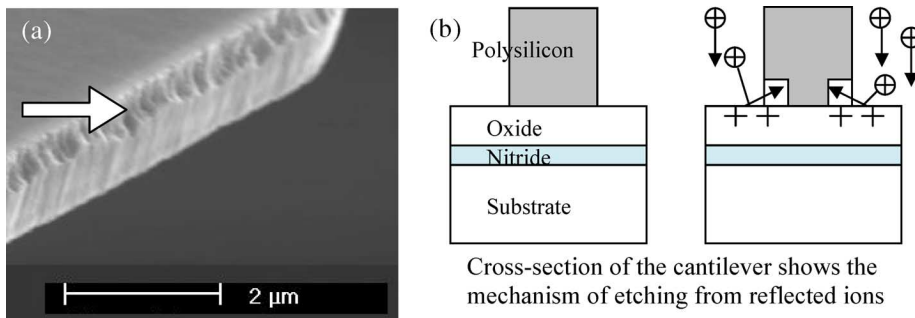 (a)
2 µm
(b)
Polysilicon
Oxide
Nitride
Substrate
Cross-section of the cantilever shows the
mechanism of etching from reflected ions